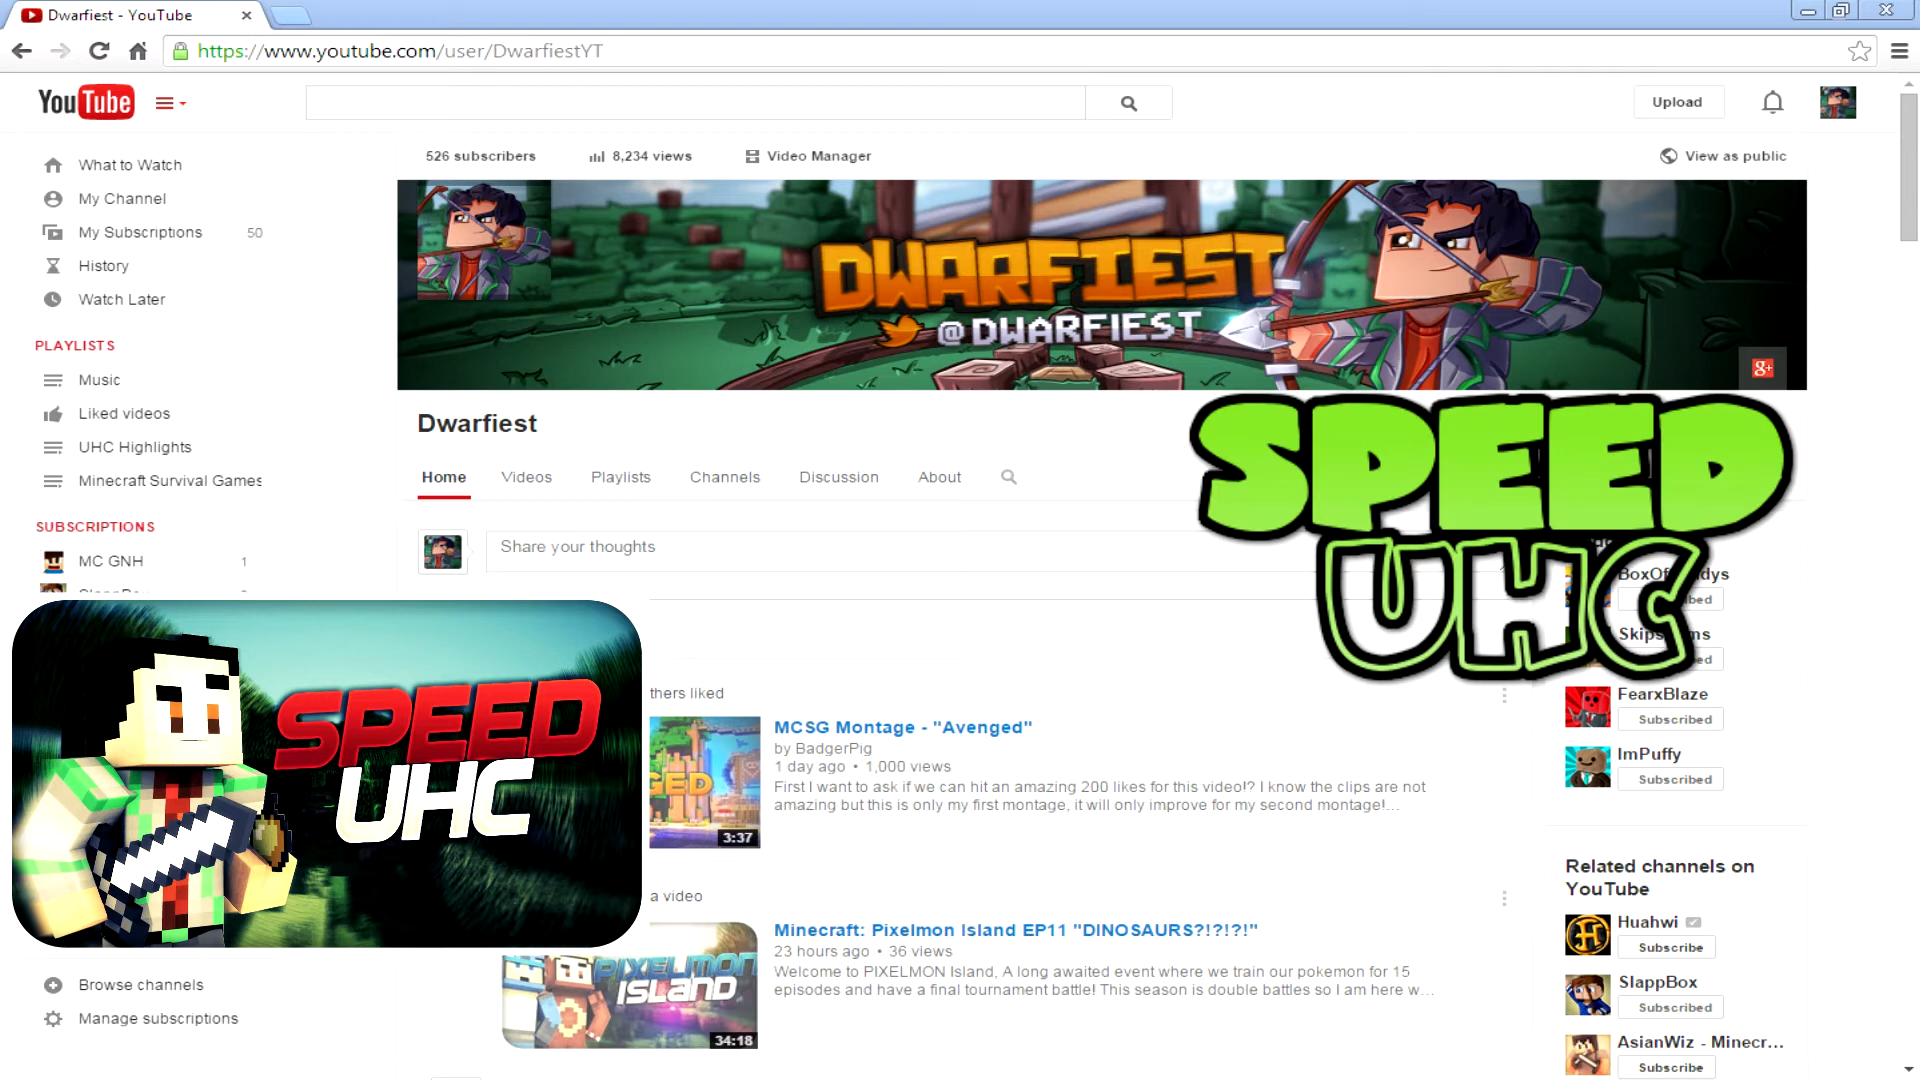 Dwarfiest - YouTube
https://www.youtube.com/user/DwarfiestYT
YouTube
Upload
What to Watch
My Channel
My Subscriptions 50
History
Watch Later
PLAYLISTS
Music
Liked videos
UHC Highlights
Minecraft Survival Games
SUBSCRIPTIONS
MC GNH 1
SPEED
UHC
Browse channels
Manage subscriptions
526 subscribers
8,234 views
Video Manager
View as public
DWARFIEST
@DWARFIEST
g+
Dwarfiest
Home
Videos
Playlists
Channels
Discussion
About
Share your thoughts
SPEED
UHC
thers liked
MCSG Montage - "Avenged"
by BadgerPig
1 day ago • 1,000 views
First I want to ask if we can hit an amazing 200 likes for this video!? I know the clips are not
amazing but this is only my first montage, it will only improve for my second montage!...
GED
3:37
a video
Minecraft: Pixelmon Island EP11 "DINOSAURS?!?!?!"
23 hours ago • 36 views
Welcome to PIXELMON Island, A long awaited event where we train our pokemon for 15
episodes and have a final tournament battle! This season is double battles so I am here w...
PIXELMON
ISLAND
34:18
FearxBlaze
Subscribed
ImPuffy
Subscribed
Related channels on
YouTube
Huahwi
Subscribe
SlappBox
Subscribed
AsianWiz - Minecr...
Subscribe